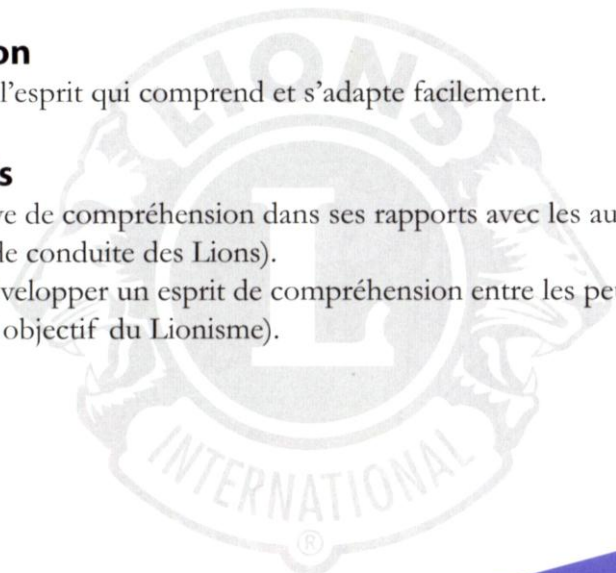 on
l'esprit qui comprend et s'adapte facilement.
s
ve de compréhension dans ses rapports avec les au
le conduite des Lions).
velopper un esprit de compréhension entre les pe
objectif du Lionisme).
LIONS
L
INTERNATIONAL
®